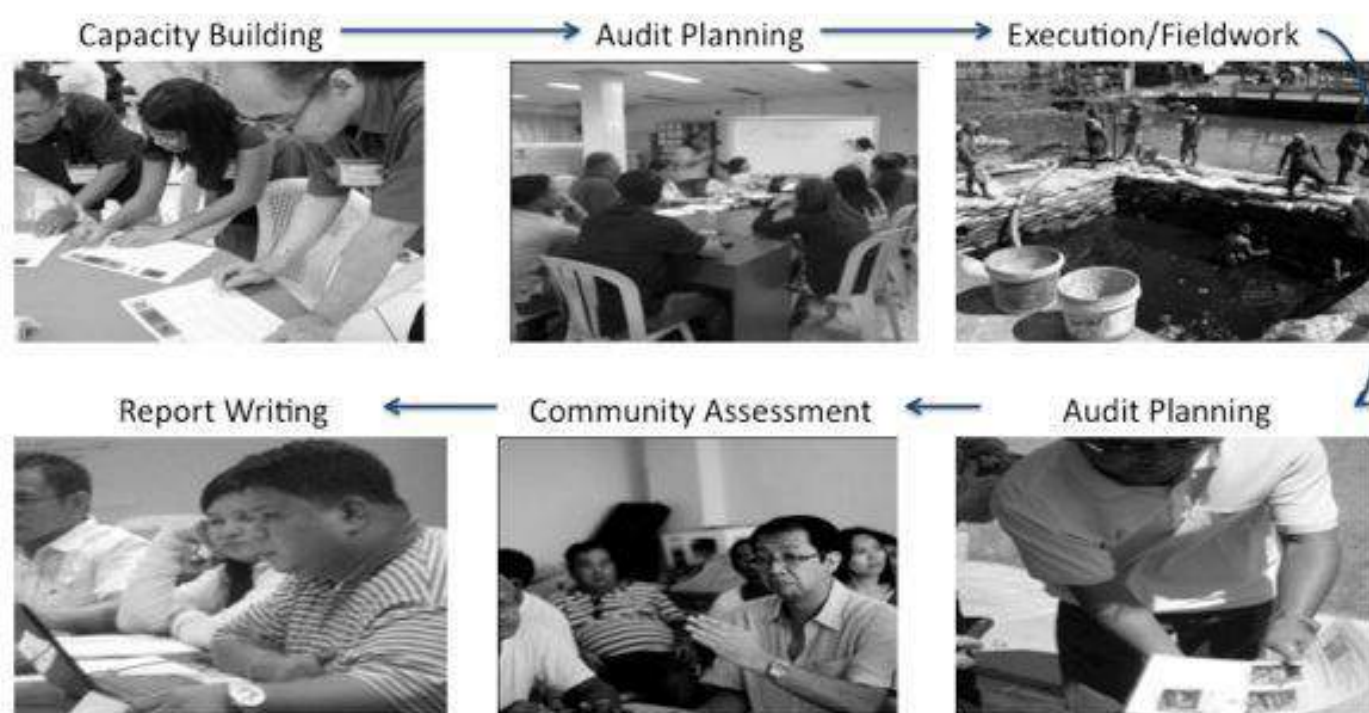 Capacity Building
Audit Planning
Execution/Fieldwork
Audit Planning
Community Assessment
Report Writing